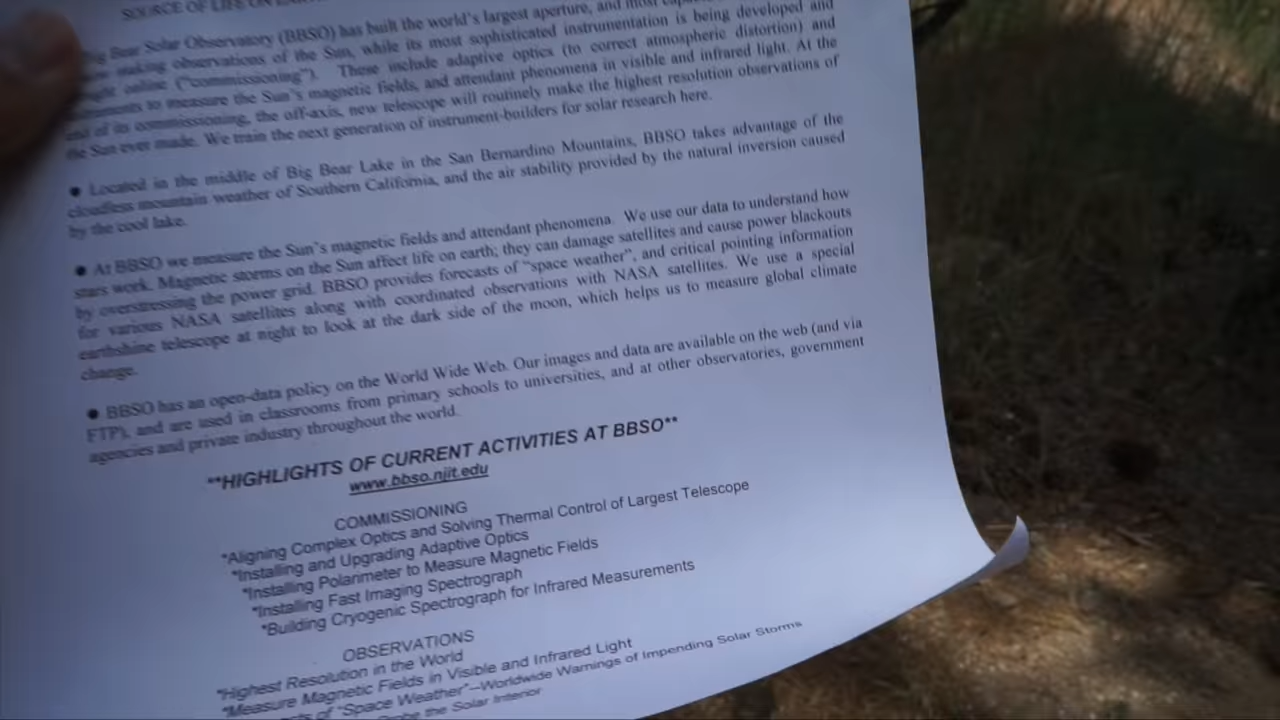 SOURCE OF LIFE ON
Bear Solar Observatory (BBSO) has built the world's largest aperture, and most
making observations of the Sun, while its most sophisticated instrumentation is being developed and
online ("commissioning"). These include adaptive optics (to correct atmospheric distortion) and
to measure the Sun's magnetic fields, and attendant phenomena in visible and infrared light. At the
end of its commissioning, the off-axis, new telescope will routinely make the highest resolution observations of
the Sun ever made. We train the next generation of instrument-builders for solar research here.
● Located in the middle of Big Bear Lake in the San Bernardino Mountains, BBSO takes advantage of the
cloudless mountain weather of Southern California, and the air stability provided by the natural inversion caused
by the cool lake.
● At BBSO we measure the Sun's magnetic fields and attendant phenomena. We use our data to understand how
stars work. Magnetic storms on the Sun affect life on earth; they can damage satellites and cause power blackouts
by overstressing the power grid. BBSO provides forecasts of "space weather", and critical pointing information
for various NASA satellites along with coordinated observations with NASA satellites. We use a special
earthshine telescope at night to look at the dark side of the moon, which helps us to measure global climate
change.
● BBSO has an open-data policy on the World Wide Web. Our images and data are available on the web (and via
FTP), and are used in classrooms from primary schools to universities, and at other observatories, government
agencies and private industry throughout the world.
**HIGHLIGHTS OF CURRENT ACTIVITIES AT BBSO**
www.bbso.njit.edu
COMMISSIONING
*Aligning Complex Optics and Solving Thermal Control of Largest Telescope
*Installing and Upgrading Adaptive Optics
*Installing Polarimeter to Measure Magnetic Fields
*Installing Fast Imaging Spectrograph
*Building Cryogenic Spectrograph for Infrared Measurements
OBSERVATIONS
*Highest Resolution in the World
*Measure Magnetic Fields in Visible and Infrared Light
of "Space Weather"—Worldwide Warnings of Impending Solar Storms
Probe the Solar Interior